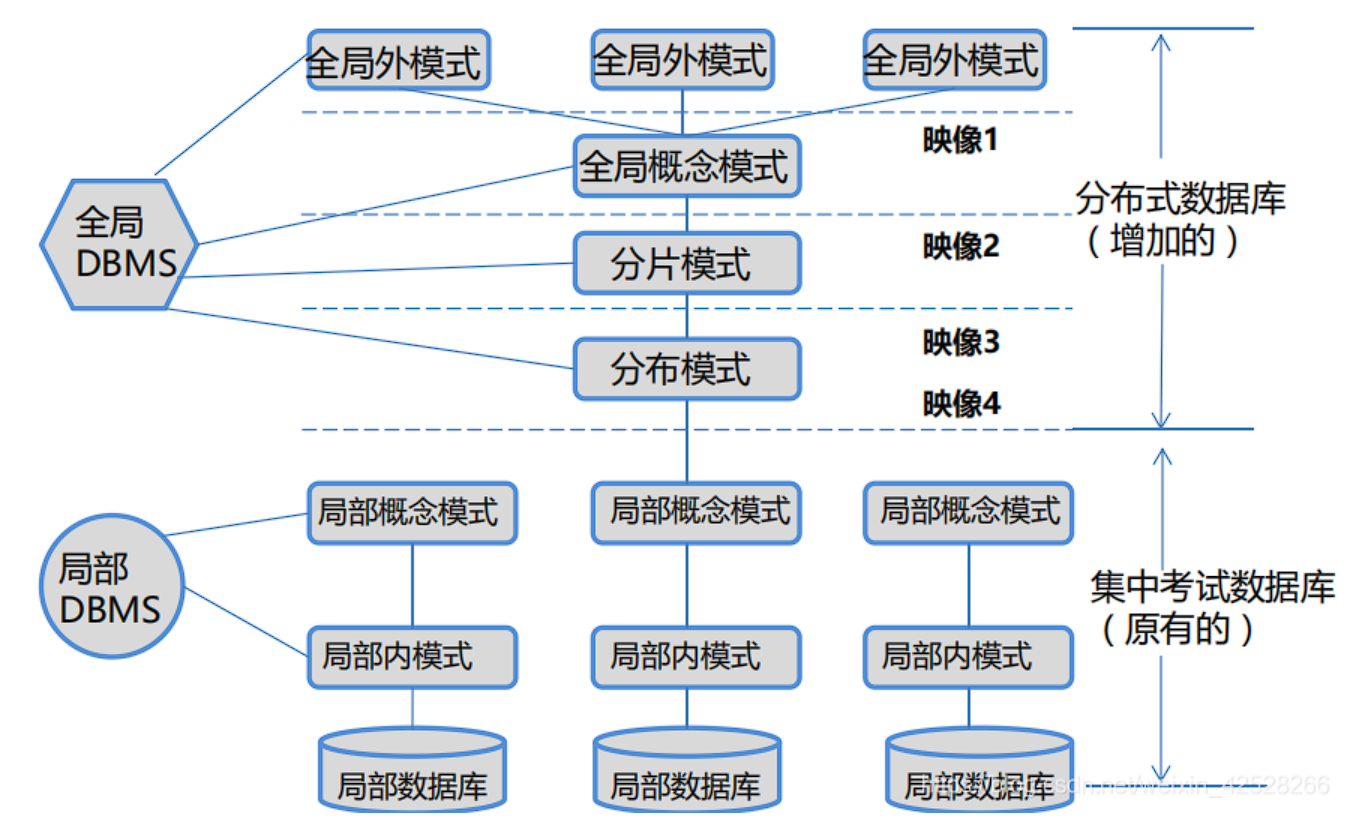 全局外模式
全局外模式
全局外模式
映像1
全局概念模式
分布式数据库
(增加的)
全局
DBMS
映像2
分片模式
映像3
分布模式
映像4
局部概念模式
局部概念模式
局部概念模式
局部
DBMS
集中考试数据库
(原有的)
局部内模式
局部内模式
局部内模式
局部数据库
局部数据库
局部数据库
https://blog.csdn.net/weixin_42528266